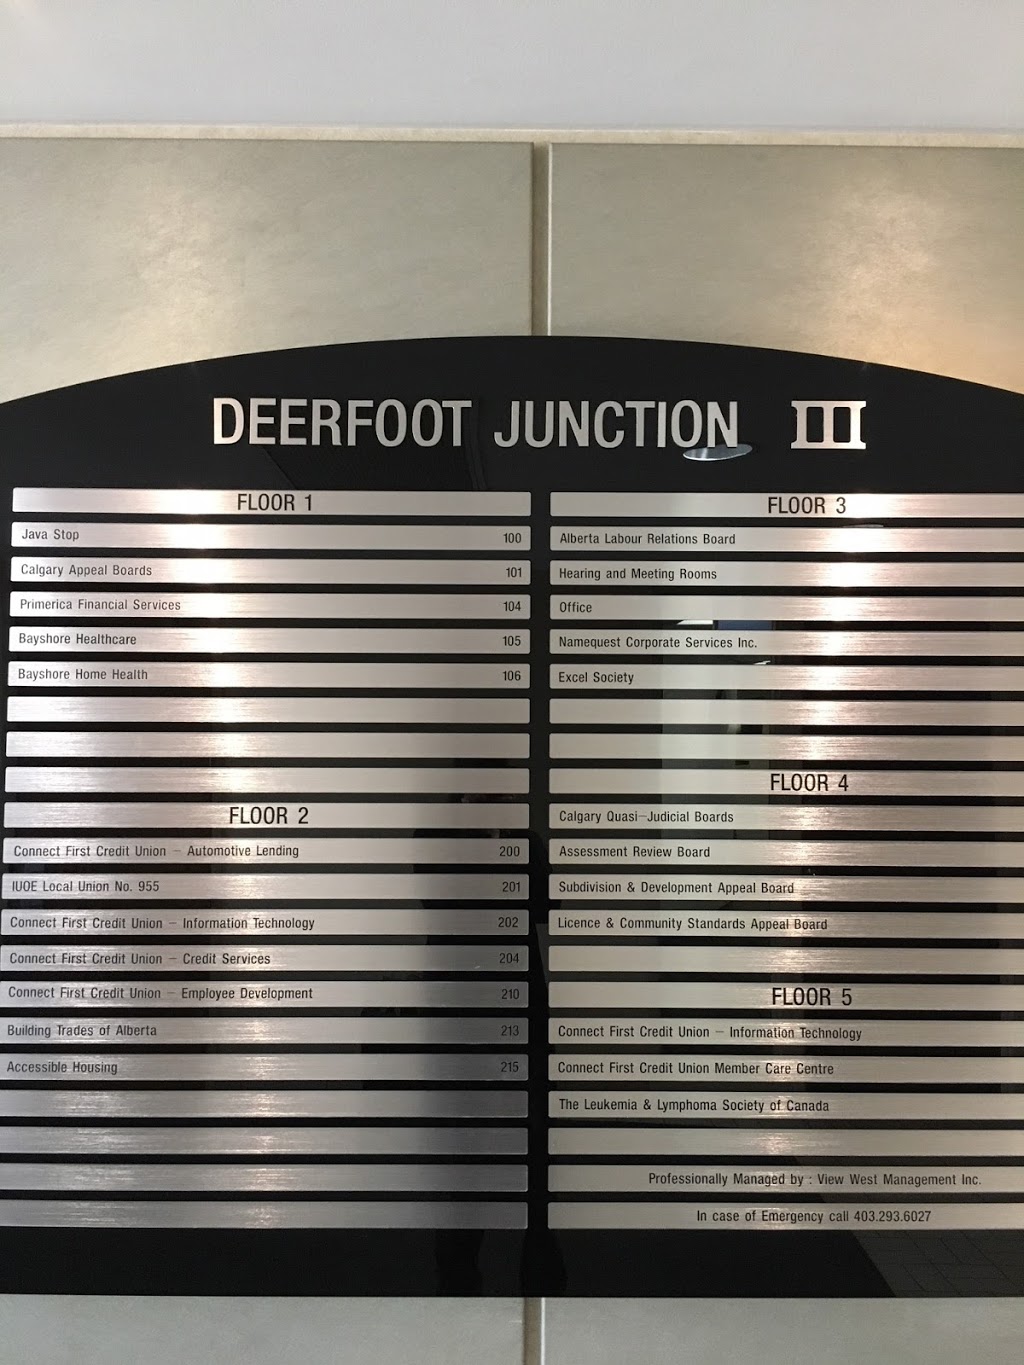 DEERFOOT JUNCTION III
FLOOR 1
Java Stop 100
Calgary Appeal Boards 101
Primerica Financial Services 104
Bayshore Healthcare 105
Bayshore Home Health 106
FLOOR 2
Connect First Credit Union – Automotive Lending 200
IUOE Local Union No. 955 201
Connect First Credit Union – Information Technology 202
Connect First Credit Union – Credit Services 204
Connect First Credit Union – Employee Development 210
Building Trades of Alberta 213
Accessible Housing 215
FLOOR 3
Alberta Labour Relations Board
Hearing and Meeting Rooms
Office
Namequest Corporate Services Inc.
Excel Society
FLOOR 4
Calgary Quasi–Judicial Boards
Assessment Review Board
Subdivision & Development Appeal Board
Licence & Community Standards Appeal Board
FLOOR 5
Connect First Credit Union – Information Technology
Connect First Credit Union Member Care Centre
The Leukemia & Lymphoma Society of Canada
Professionally Managed by : View West Management Inc.
In case of Emergency call 403.293.6027